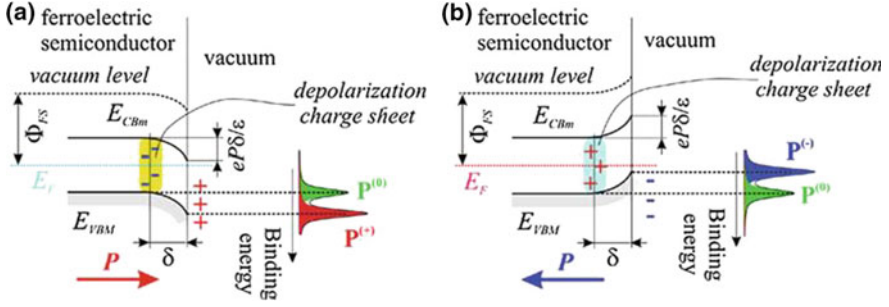 (a)
ferroelectric
semiconductor
vacuum
vacuum level
depolarization
charge sheet
Φ_FS
E_CBm
ePδ/ε
E_F
P^(0)
P^(+)
E_VBM
δ
Binding
energy
P
+
+
+
-
-
-
-
(b)
ferroelectric
semiconductor
vacuum
vacuum level
depolarization
charge sheet
Φ_FS
E_CBm
ePδ/ε
E_F
P^(-)
P^(0)
E_VBM
δ
Binding
energy
P
+
+
+
+
-
-
-